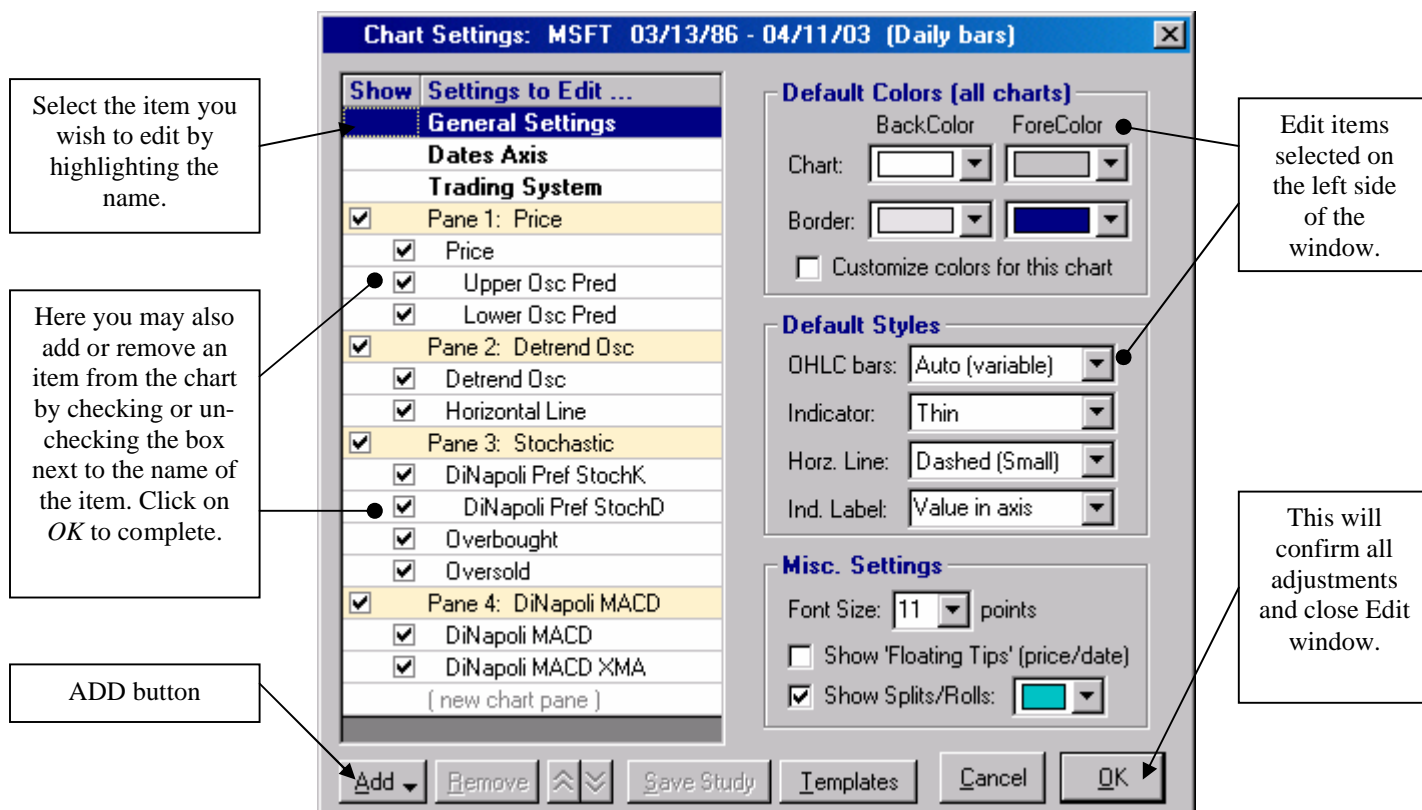 Chart Settings: MSFT 03/13/86 - 04/11/03 (Daily bars)
Select the item you
wish to edit by
highlighting the
name.
Here you may also
add or remove an
item from the chart
by checking or un-
checking the box
next to the name of
the item. Click on
OK to complete.
ADD button
Show Settings to Edit ...
General Settings
Dates Axis
Trading System
Pane 1: Price
Price
Upper Osc Pred
Lower Osc Pred
Pane 2: Detrend Osc
Detrend Osc
Horizontal Line
Pane 3: Stochastic
DiNapoli Pref StochK
DiNapoli Pref StochD
Overbought
Oversold
Pane 4: DiNapoli MACD
DiNapoli MACD
DiNapoli MACD XMA
( new chart pane )
Default Colors (all charts)
BackColor ForeColor
Chart:
Border:
Customize colors for this chart
Default Styles
OHLC bars: Auto (variable)
Indicator: Thin
Horz. Line: Dashed (Small)
Ind. Label: Value in axis
Misc. Settings
Font Size: 11 points
Show 'Floating Tips' (price/date)
Show Splits/Rolls:
Add Remove Save Study Templates Cancel OK
Edit items
selected on
the left side
of the
window.
This will
confirm all
adjustments
and close Edit
window.